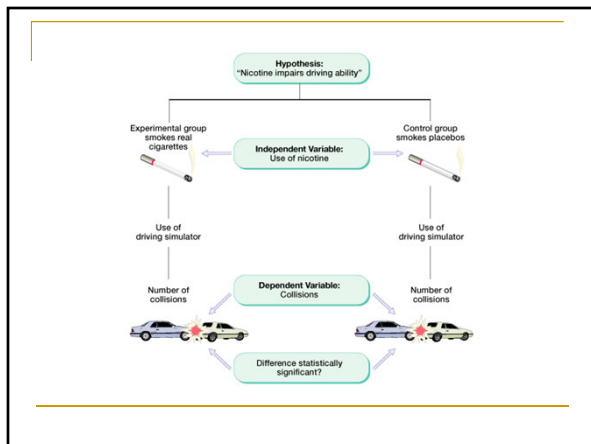 Hypothesis:
"Nicotine impairs driving ability"
Experimental group
smokes real
cigarettes
Independent Variable:
Use of nicotine
Control group
smokes placebos
Use of
driving simulator
Use of
driving simulator
Number of
collisions
Dependent Variable:
Collisions
Number of
collisions
Difference statistically
significant?